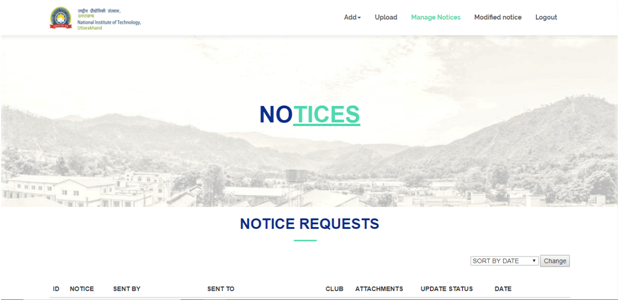 राष्ट्रीय प्रौद्योगिकी संस्थान,
उत्तराखण्ड
National Institute of Technology,
Uttarakhand
Add Upload Manage Notices Modified notice Logout
NOTICES
NOTICE REQUESTS
SORT BY DATE Change
ID NOTICE SENT BY SENT TO CLUB ATTACHMENTS UPDATE STATUS DATE